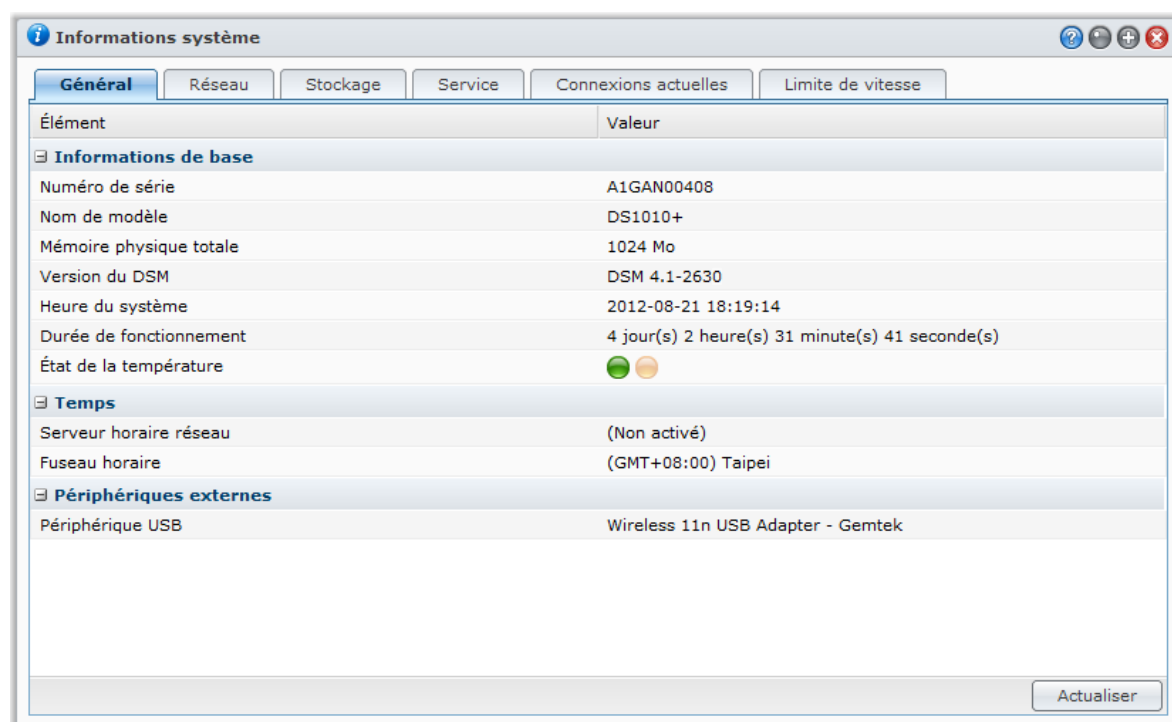 Informations système
Général Réseau Stockage Service Connexions actuelles Limite de vitesse
Élément Valeur
Informations de base
Numéro de série A1GAN00408
Nom de modèle DS1010+
Mémoire physique totale 1024 Mo
Version du DSM DSM 4.1-2630
Heure du système 2012-08-21 18:19:14
Durée de fonctionnement 4 jour(s) 2 heure(s) 31 minute(s) 41 seconde(s)
État de la température
Temps
Serveur horaire réseau (Non activé)
Fuseau horaire (GMT+08:00) Taipei
Périphériques externes
Périphérique USB Wireless 11n USB Adapter - Gemtek
Actualiser